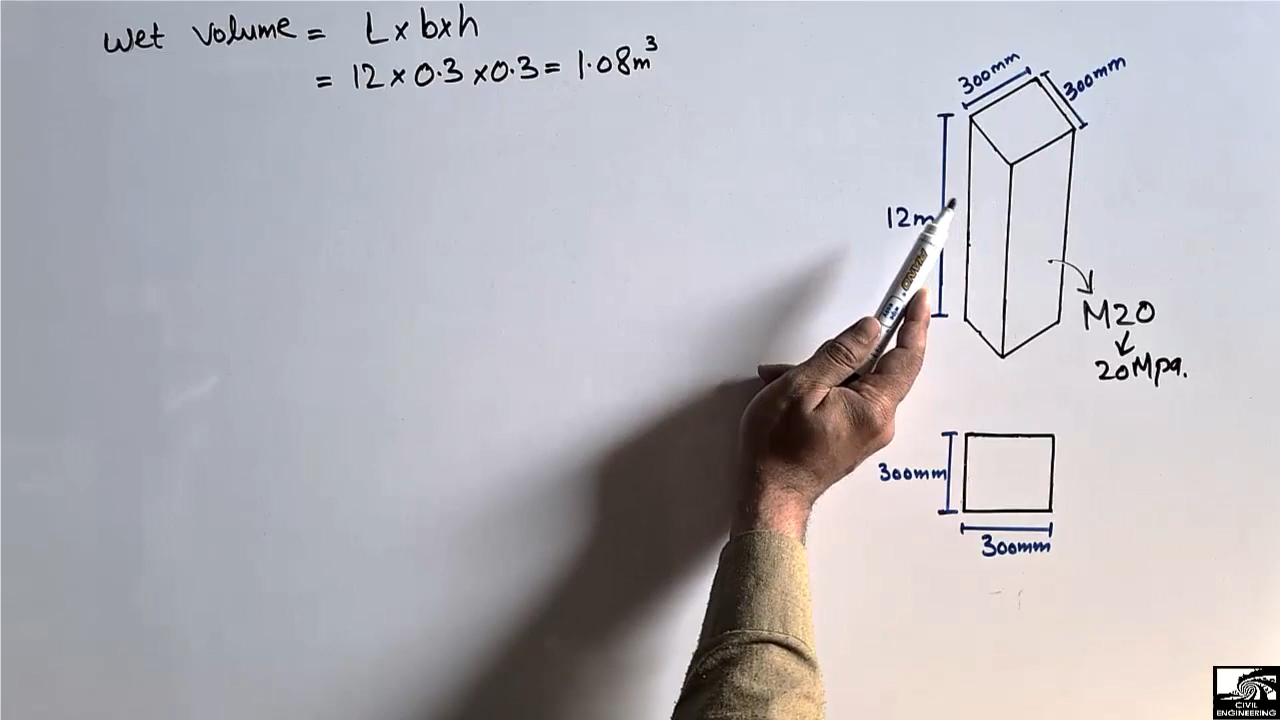 wet volume = L x b x h
= 12 x 0.3 x 0.3 = 1.08m³
300mm
300mm
12m
M20
20Mpa.
300mm
300mm
CIVIL
ENGINEERING